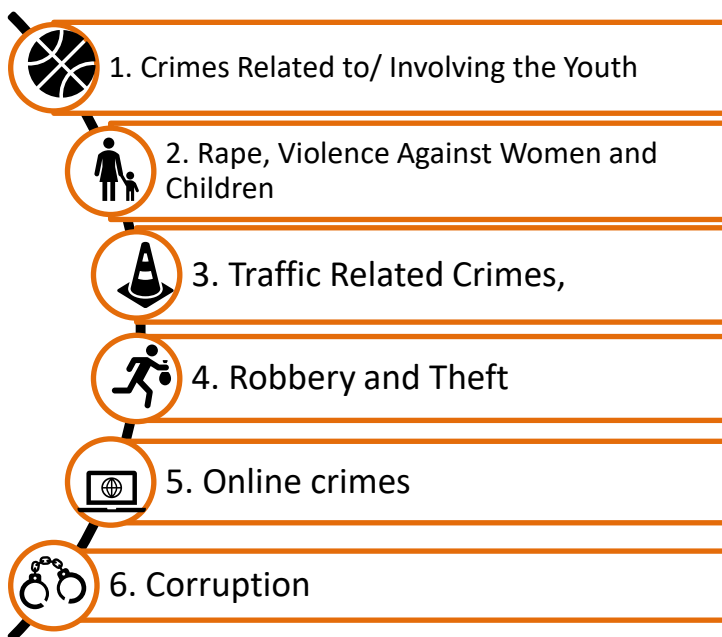 1. Crimes Related to/ Involving the Youth
2. Rape, Violence Against Women and
Children
3. Traffic Related Crimes,
4. Robbery and Theft
5. Online crimes
6. Corruption